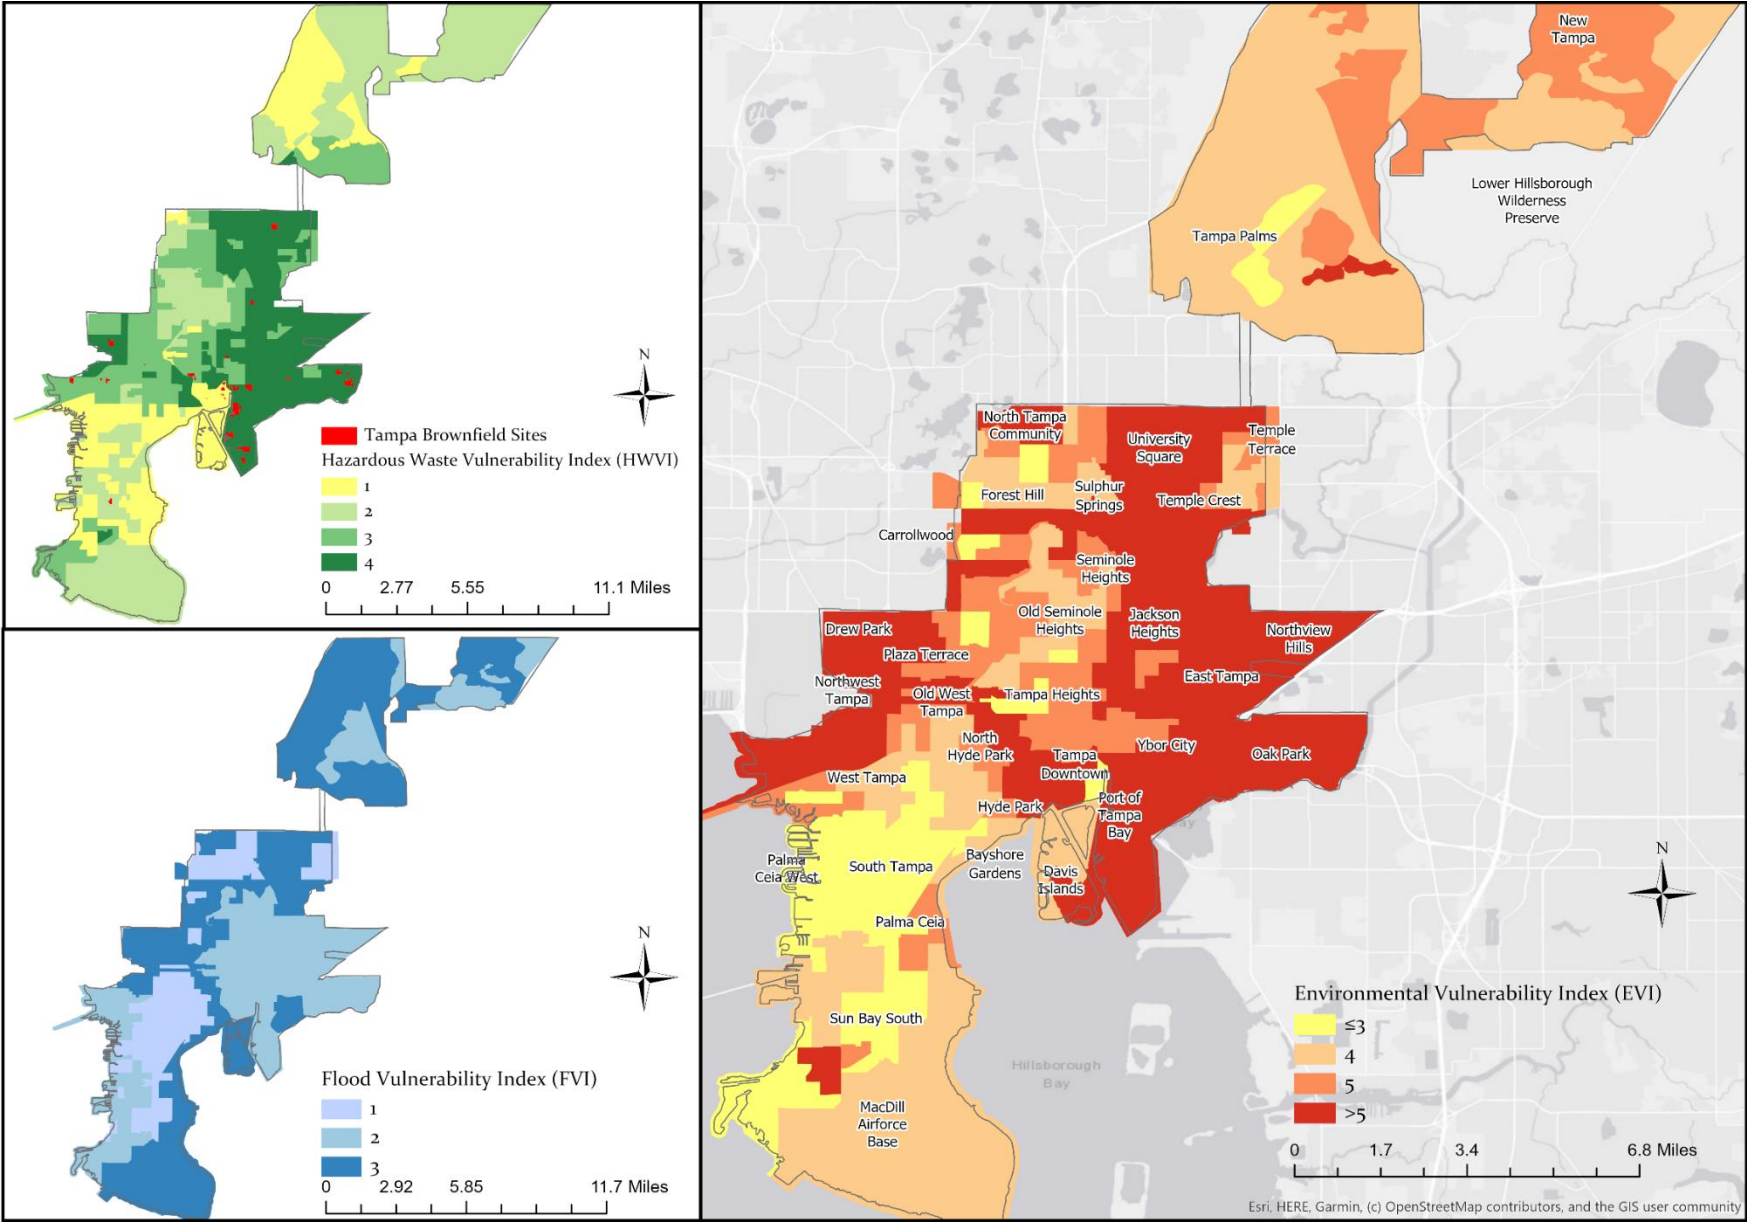 N
Tampa Brownfield Sites
Hazardous Waste Vulnerability Index (HWVI)
1
2
3
4
0 2.77 5.55 11.1 Miles
N
Flood Vulnerability Index (FVI)
1
2
3
0 2.92 5.85 11.7 Miles
New
Tampa
Lower Hillsborough
Wilderness
Preserve
Tampa Palms
North Tampa
Community
University
Square
Temple
Terrace
Forest Hill
Sulphur
Springs
Temple Crest
Carrollwood
Seminole
Heights
Old Seminole
Heights
Jackson
Heights
Northview
Hills
Drew Park
Plaza Terrace
East Tampa
Northwest
Tampa
Old West
Tampa
Tampa Heights
North
Hyde Park
Tampa
Downtown
Ybor City
Oak Park
West Tampa
Hyde Park
Port of
Tampa
Bay
Palma
Ceia West
South Tampa
Bayshore
Gardens
Davis
Islands
Palma Ceia
Sun Bay South
Hillsborough
Bay
MacDill
Airforce
Base
N
Environmental Vulnerability Index (EVI)
≤3
4
5
>5
0 1.7 3.4 6.8 Miles
Esri, HERE, Garmin, (c) OpenStreetMap contributors, and the GIS user community